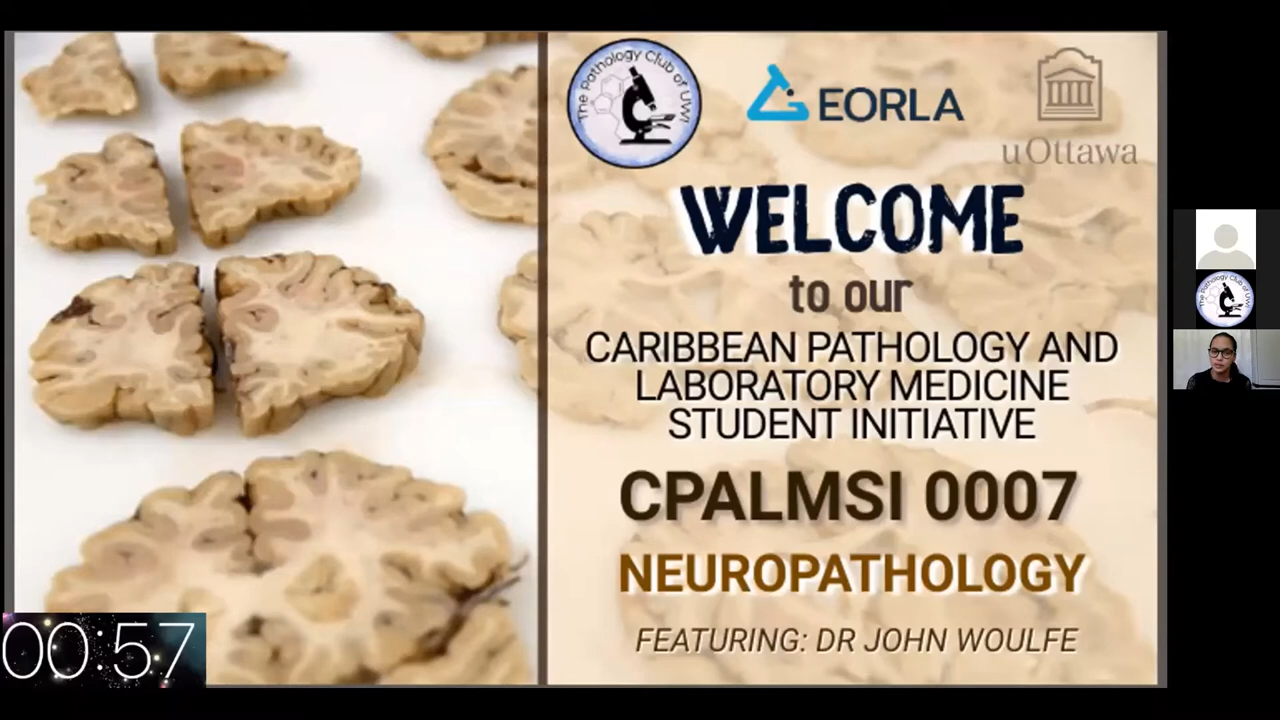 The Pathology Club of UWI
EORLA
uOttawa
WELCOME
to our
CARIBBEAN PATHOLOGY AND
LABORATORY MEDICINE
STUDENT INITIATIVE
CPALMSI 0007
NEUROPATHOLOGY
FEATURING: DR JOHN WOULFE
00:57